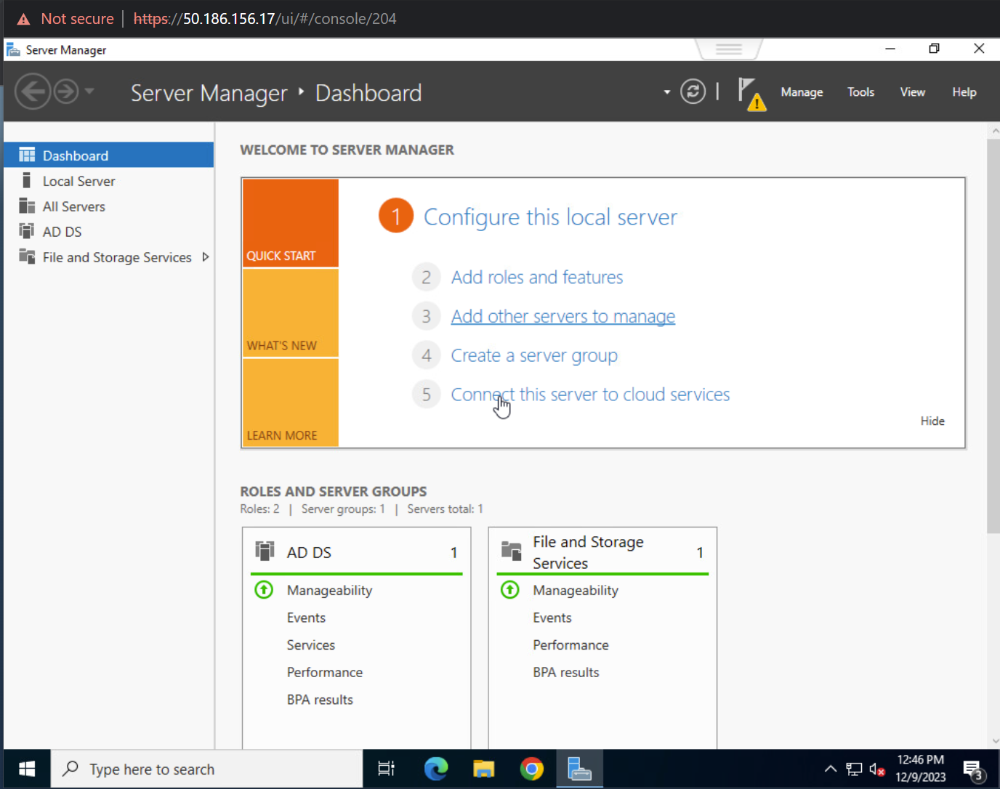 Not secure | https://50.186.156.17/ui/#/console/204
Server Manager
Server Manager ‣ Dashboard
Manage Tools View Help
Dashboard
Local Server
All Servers
AD DS
File and Storage Services
WELCOME TO SERVER MANAGER
QUICK START
WHAT'S NEW
LEARN MORE
1 Configure this local server
2 Add roles and features
3 Add other servers to manage
4 Create a server group
5 Connect this server to cloud services
Hide
ROLES AND SERVER GROUPS
Roles: 2 | Server groups: 1 | Servers total: 1
AD DS 1
Manageability
Events
Services
Performance
BPA results
File and Storage
Services 1
Manageability
Events
Performance
BPA results
Type here to search
12:46 PM
12/9/2023
3